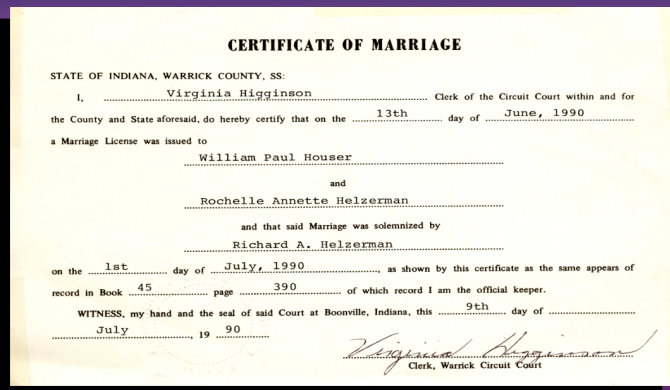 CERTIFICATE OF MARRIAGE
STATE OF INDIANA, WARRICK COUNTY, SS:
I, Virginia Higginson Clerk of the Circuit Court within and for
the County and State aforesaid, do hereby certify that on the 13th day of June, 1990
a Marriage License was issued to
William Paul Houser
and
Rochelle Annette Helzerman
and that said Marriage was solemnized by
Richard A. Helzerman
on the 1st day of July, 1990, as shown by this certificate as the same appears of
record in Book 45 page 390 of which record I am the official keeper.
WITNESS, my hand and the seal of said Court at Boonville, Indiana, this 9th day of
July, 19 90
Virginia Higginson
Clerk, Warrick Circuit Court